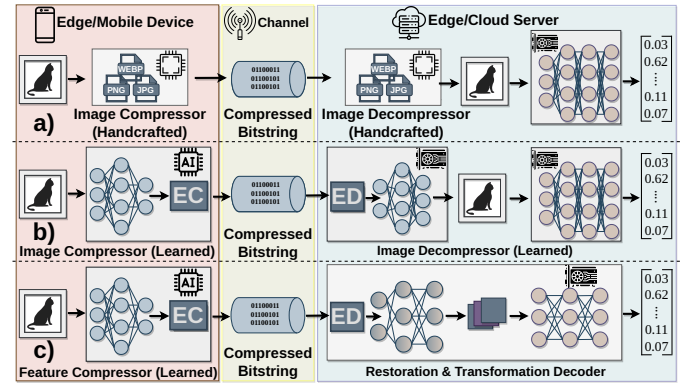 Edge/Mobile Device
Channel
Edge/Cloud Server
WEBP
PNG JPG
01100011
01100101
01100101
WEBP
PNG JPG
0.03
0.62
0.11
0.07
a)
Image Compressor
(Handcrafted)
Compressed
Bitstring
Image Decompressor
(Handcrafted)
AI
EC
01100011
01100101
01100101
ED
0.03
0.62
0.11
0.07
b)
Image Compressor (Learned)
Compressed
Bitstring
Image Decompressor (Learned)
AI
EC
01100011
01100101
01100101
ED
0.03
0.62
0.11
0.07
c)
Feature Compressor (Learned)
Compressed
Bitstring
Restoration & Transformation Decoder